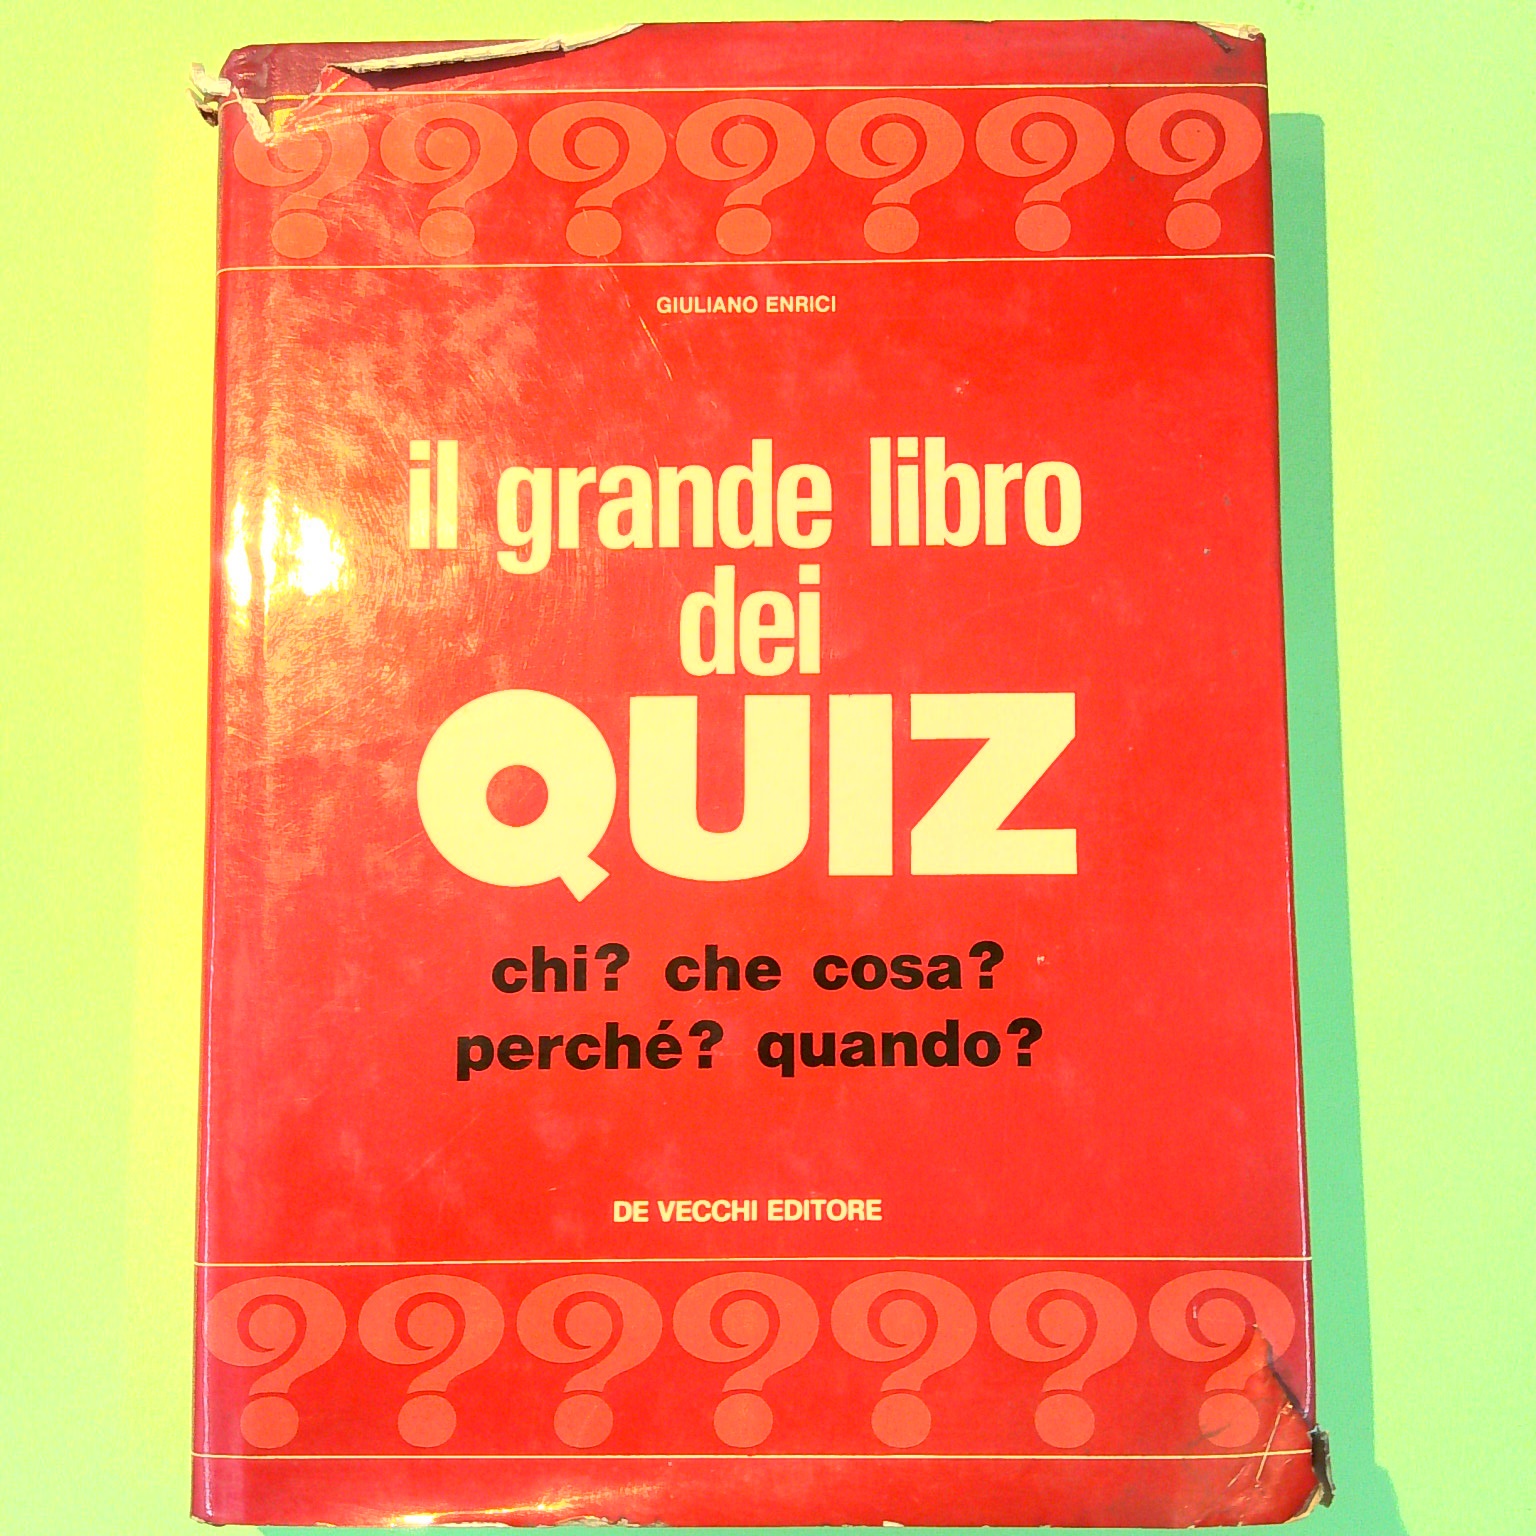 ???????
GIULIANO ENRICI
il grande libro
dei
QUIZ
chi? che cosa?
perché? quando?
DE VECCHI EDITORE
???????